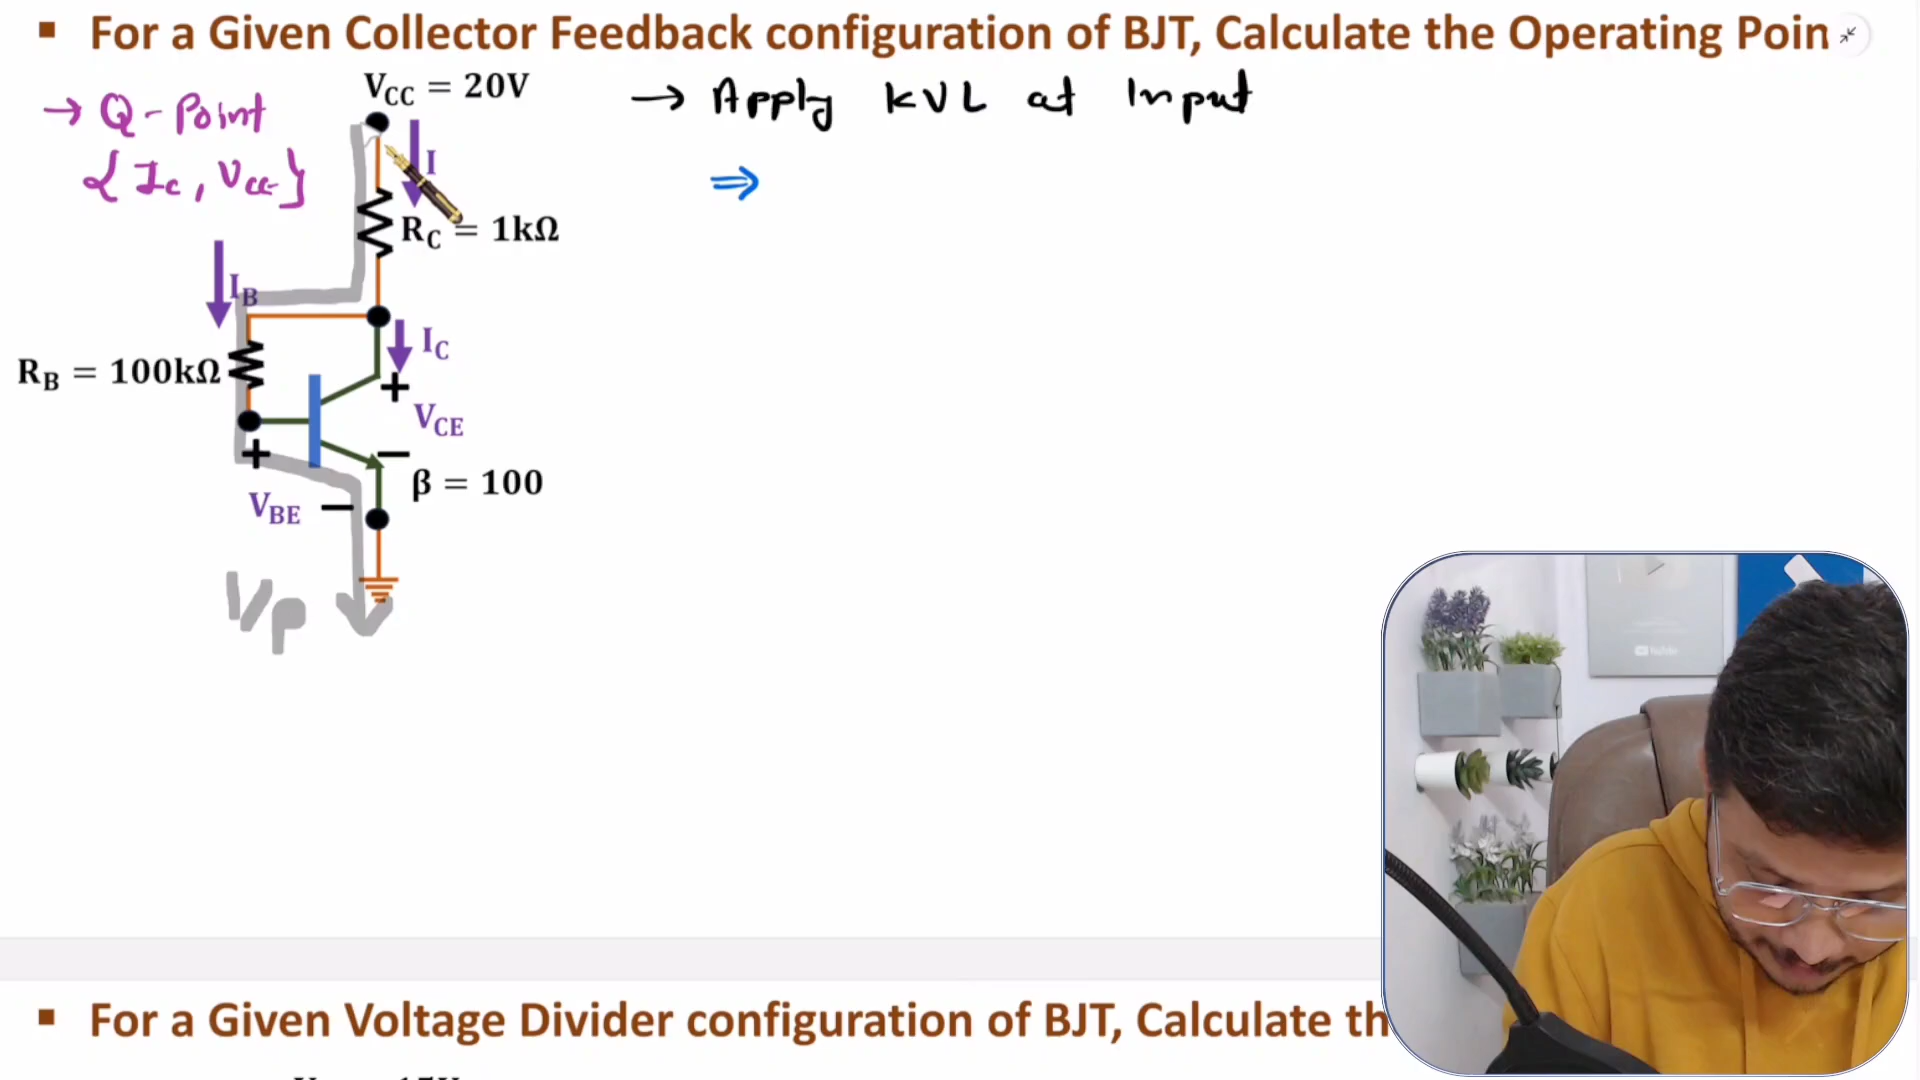 ▪ For a Given Collector Feedback configuration of BJT, Calculate the Operating Poin
→ Q-Point
{ IC, VCE }
VCC = 20V
I
RC = 1kΩ
→ Apply KVL at Input
⇒
IB
IC
RB = 100kΩ
+
VCE
−
+
β = 100
VBE −
I/p
YouTube
▪ For a Given Voltage Divider configuration of BJT, Calculate th